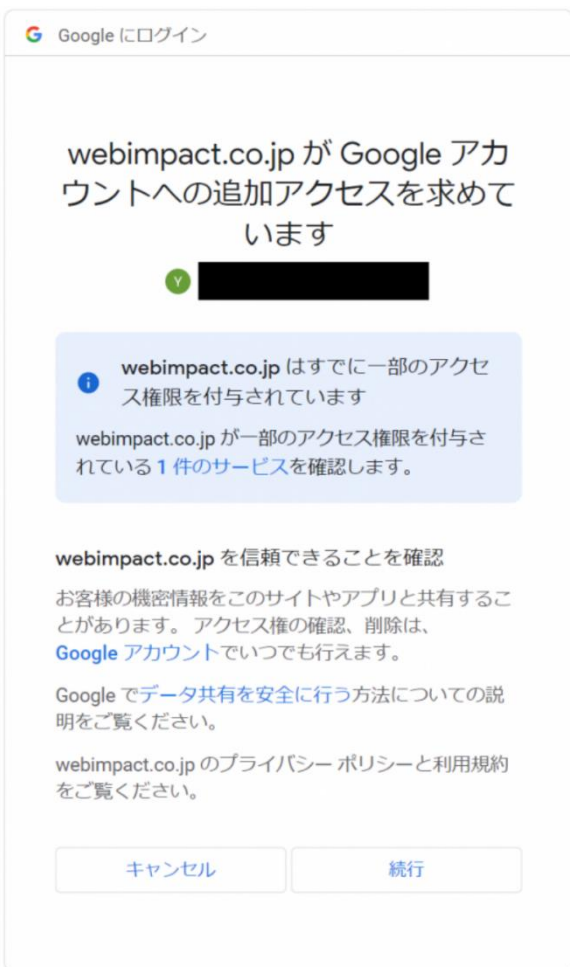 Google にログイン
webimpact.co.jp が Google アカ
ウントへの追加アクセスを求めて
います
Y
webimpact.co.jp はすでに一部のアクセ
ス権限を付与されています
webimpact.co.jp が一部のアクセス権限を付与さ
れている 1 件のサービスを確認します。
webimpact.co.jp を信頼できることを確認
お客様の機密情報をこのサイトやアプリと共有するこ
とがあります。 アクセス権の確認、削除は、
Google アカウントでいつでも行えます。
Google でデータ共有を安全に行う方法についての説
明をご覧ください。
webimpact.co.jp のプライバシー ポリシーと利用規約
をご覧ください。
キャンセル
続行